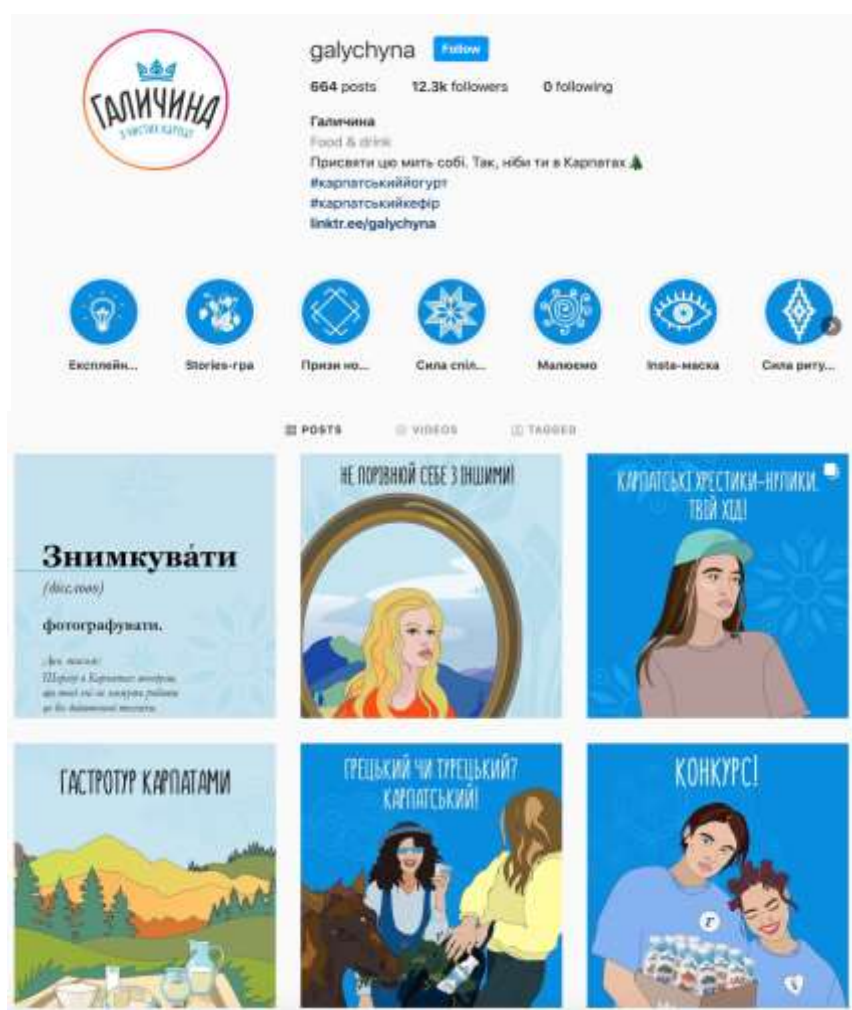 ГАЛИЧИНА
З ЧИСТИХ КАРПАТ
galychyna Follow
664 posts 12.3k followers 0 following
Галичина
Food & drink
Присвяти цю мить собі. Так, ніби ти в Карпатах
#карпатськиййогурт
#карпатськийкефір
linktr.ee/galychyna
Експлейн... Stories-гра Призи но... Сила спіл... Малюємо Insta-маска Сила риту...
POSTS VIDEOS TAGGED
Знимкува́ти
(дієслово)
фотографувати.
НЕ ПОРІВНЮЙ СЕБЕ З ІНШИМИ!
КАРПАТСЬКІ ХРЕСТИКИ-НУЛИКИ.
ТВІЙ ХІД!
ГАСТРОТУР КАРПАТАМИ
ГРЕЦЬКИЙ ЧИ ТУРЕЦЬКИЙ?
КАРПАТСЬКИЙ!
КОНКУРС!
Г